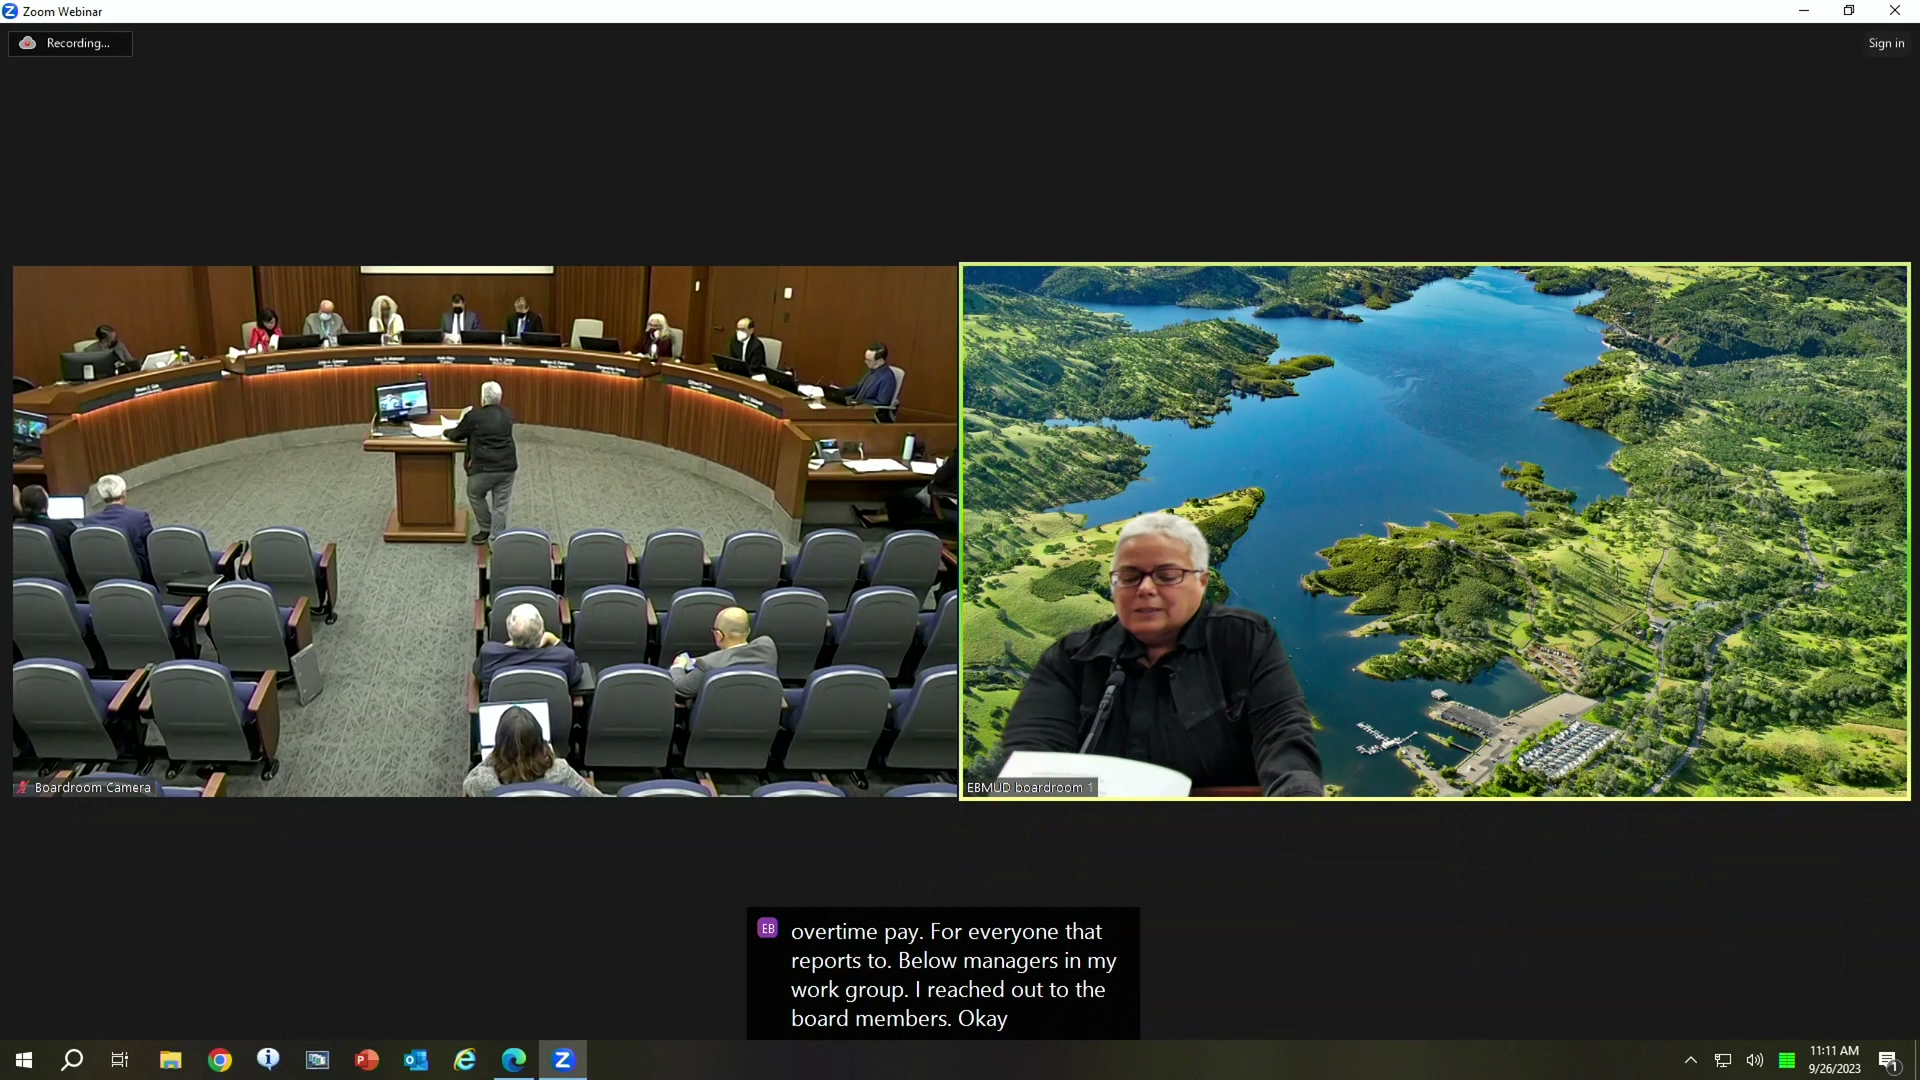 Zoom Webinar
Recording...
Sign in
Boardroom Camera
EBMUD boardroom 1
EB
overtime pay. For everyone that
reports to. Below managers in my
work group. I reached out to the
board members. Okay
11:11 AM
9/26/2023
1